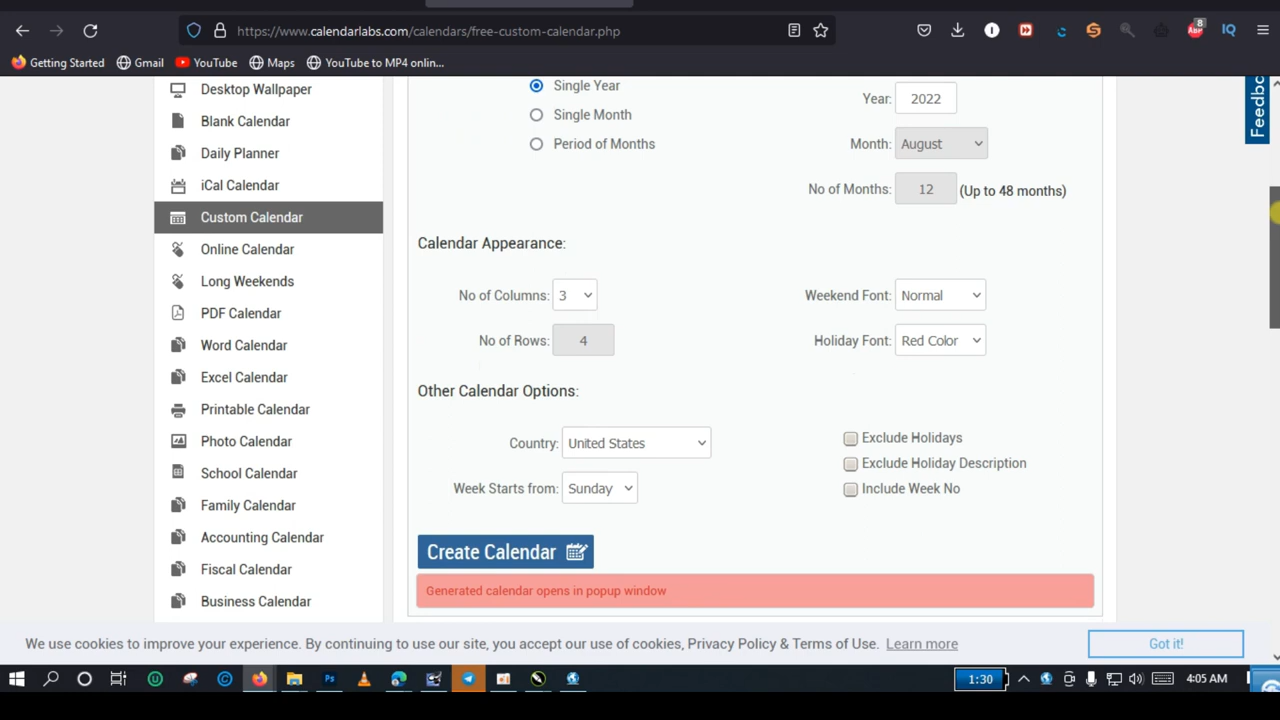 https://www.calendarlabs.com/calendars/free-custom-calendar.php
8
ABP
IQ
Getting Started
Gmail
YouTube
Maps
YouTube to MP4 onlin...
Desktop Wallpaper
Blank Calendar
Daily Planner
iCal Calendar
Custom Calendar
Online Calendar
Long Weekends
PDF Calendar
Word Calendar
Excel Calendar
Printable Calendar
Photo Calendar
School Calendar
Family Calendar
Accounting Calendar
Fiscal Calendar
Business Calendar
Single Year
Single Month
Period of Months
Year: 2022
Month: August
No of Months: 12 (Up to 48 months)
Calendar Appearance:
No of Columns: 3
No of Rows: 4
Weekend Font: Normal
Holiday Font: Red Color
Other Calendar Options:
Country: United States
Week Starts from: Sunday
Exclude Holidays
Exclude Holiday Description
Include Week No
Create Calendar
Generated calendar opens in popup window
Feedb
We use cookies to improve your experience. By continuing to use our site, you accept our use of cookies, Privacy Policy & Terms of Use. Learn more
Got it!
Ps
1:30
4:05 AM